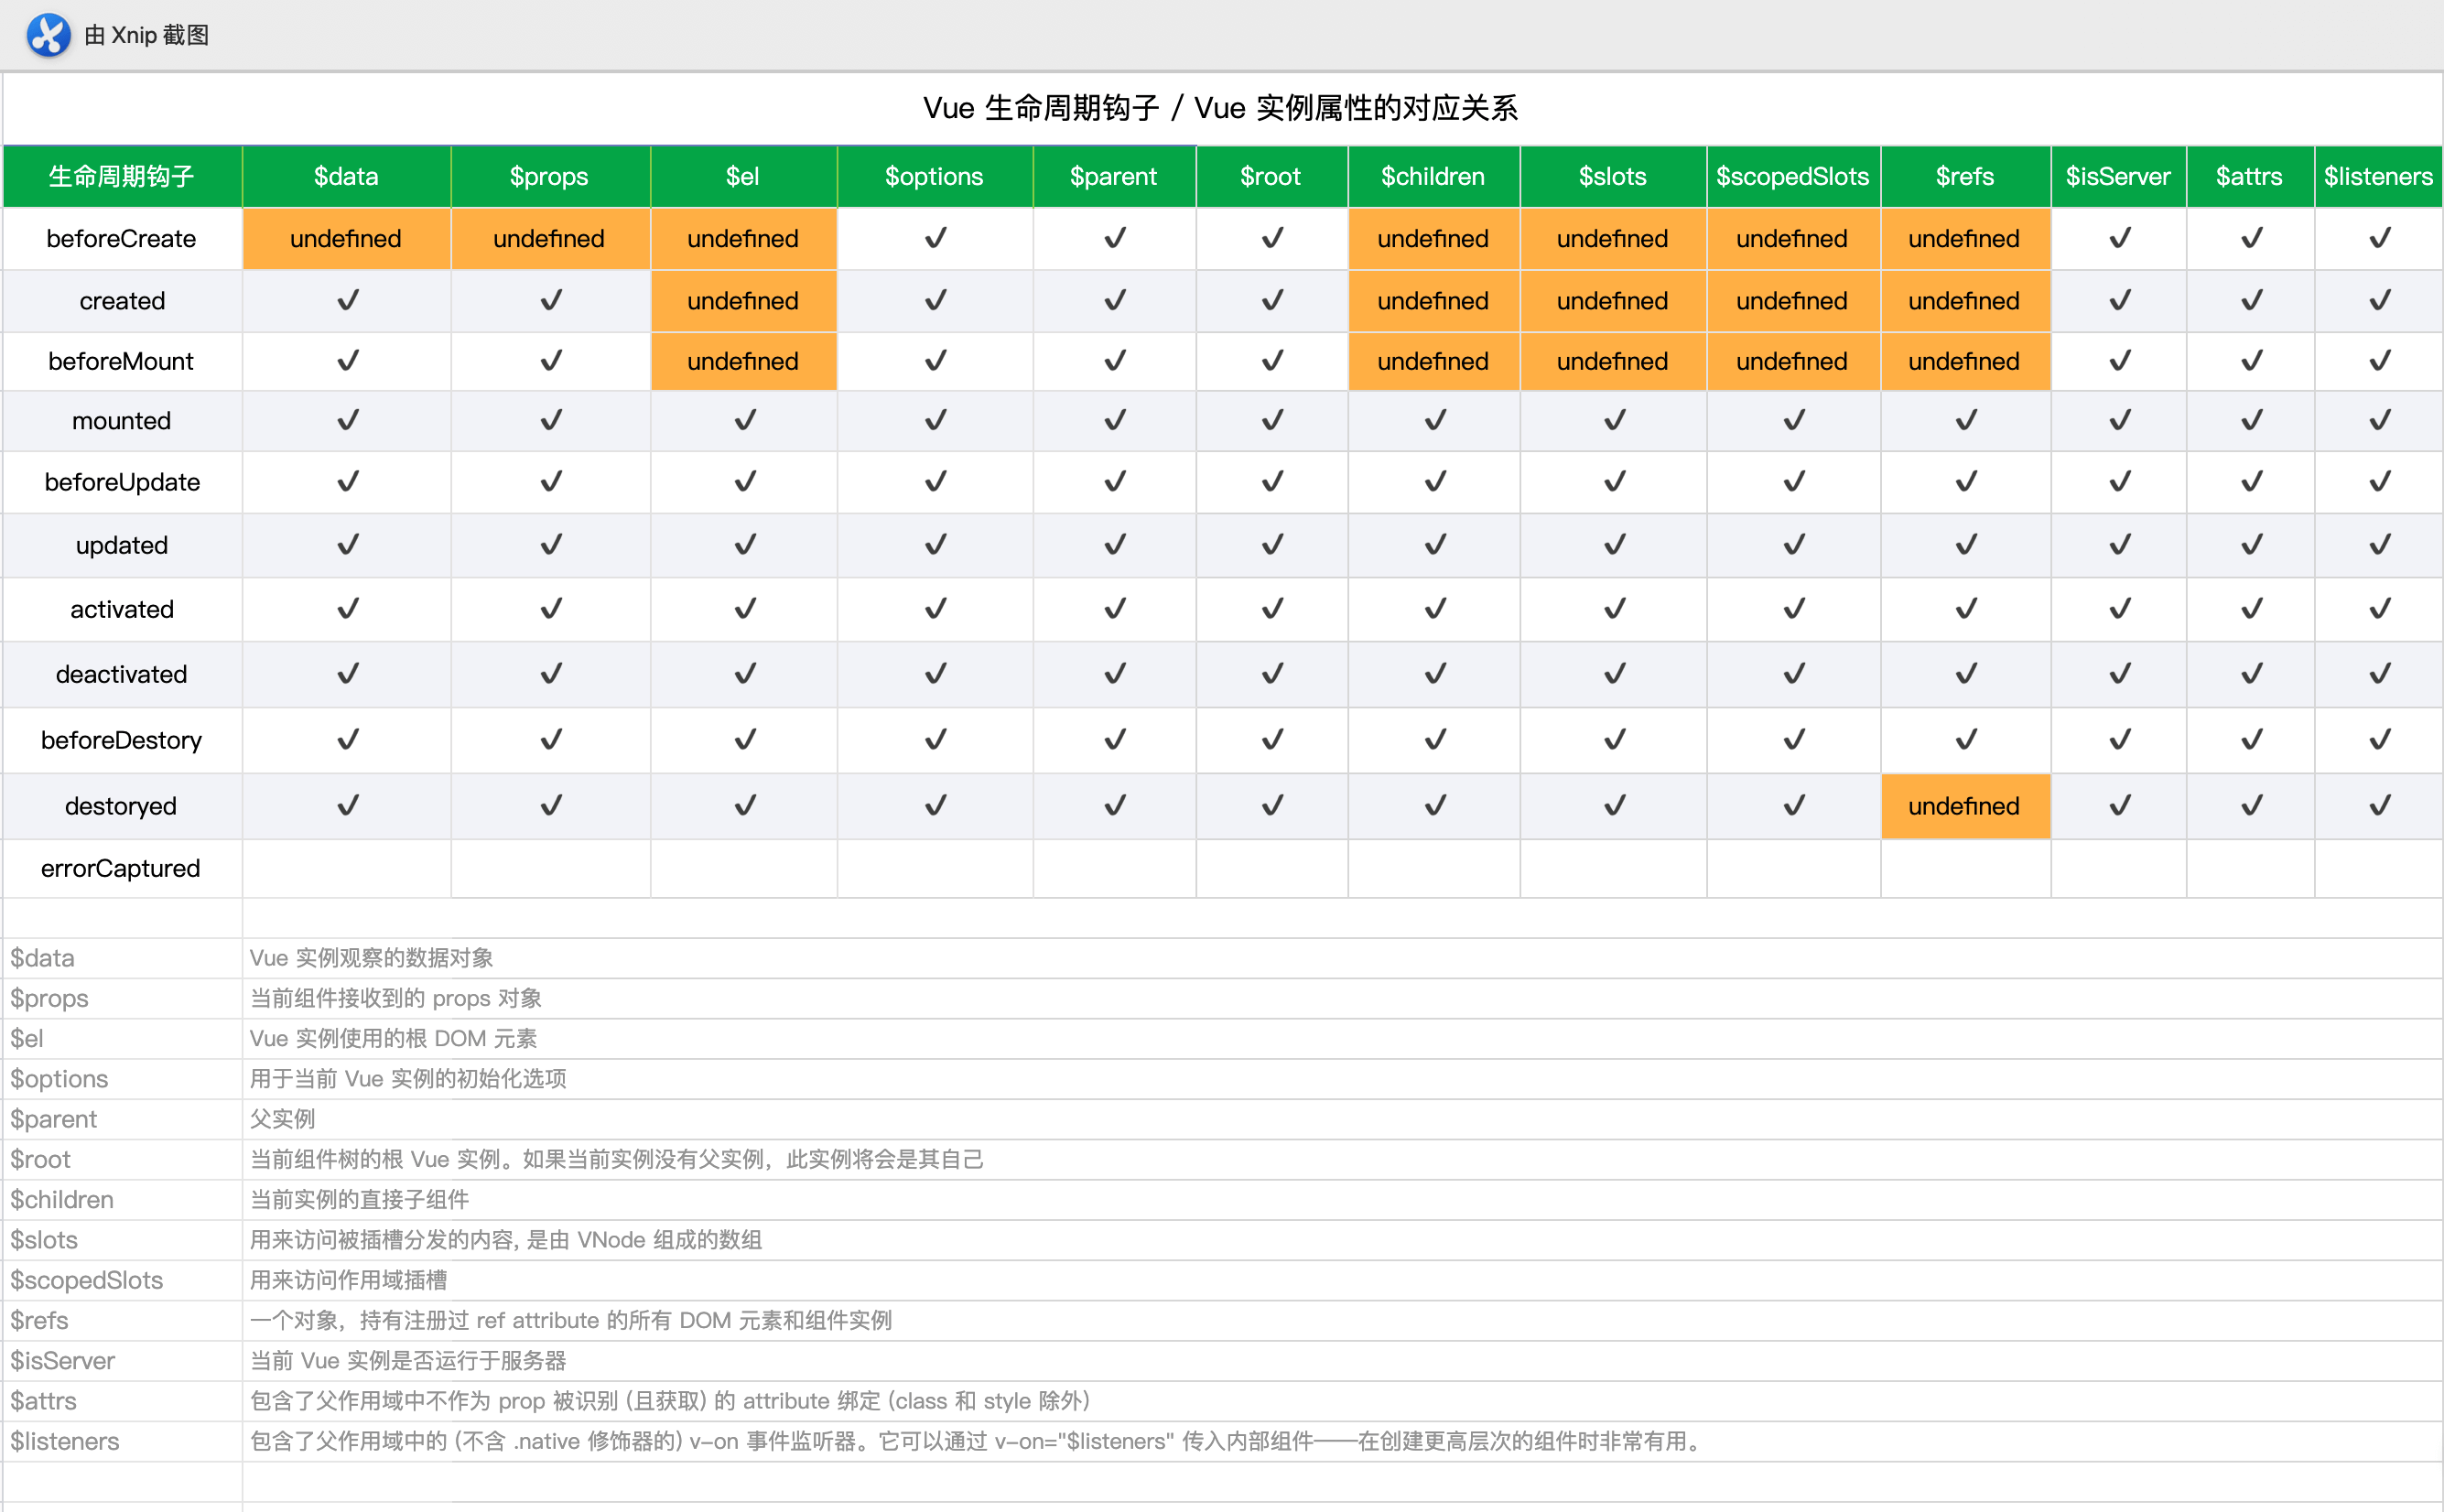 由 Xnip 截图
Vue 生命周期钩子 / Vue 实例属性的对应关系
生命周期钩子 $data $props $el $options $parent $root $children $slots $scopedSlots $refs $isServer $attrs $listeners
beforeCreate undefined undefined undefined ✓ ✓ ✓ undefined undefined undefined undefined ✓ ✓ ✓
created ✓ ✓ undefined ✓ ✓ ✓ undefined undefined undefined undefined ✓ ✓ ✓
beforeMount ✓ ✓ undefined ✓ ✓ ✓ undefined undefined undefined undefined ✓ ✓ ✓
mounted ✓ ✓ ✓ ✓ ✓ ✓ ✓ ✓ ✓ ✓ ✓ ✓ ✓
beforeUpdate ✓ ✓ ✓ ✓ ✓ ✓ ✓ ✓ ✓ ✓ ✓ ✓ ✓
updated ✓ ✓ ✓ ✓ ✓ ✓ ✓ ✓ ✓ ✓ ✓ ✓ ✓
activated ✓ ✓ ✓ ✓ ✓ ✓ ✓ ✓ ✓ ✓ ✓ ✓ ✓
deactivated ✓ ✓ ✓ ✓ ✓ ✓ ✓ ✓ ✓ ✓ ✓ ✓ ✓
beforeDestory ✓ ✓ ✓ ✓ ✓ ✓ ✓ ✓ ✓ ✓ ✓ ✓ ✓
destoryed ✓ ✓ ✓ ✓ ✓ ✓ ✓ ✓ ✓ undefined ✓ ✓ ✓
errorCaptured
$data Vue 实例观察的数据对象
$props 当前组件接收到的 props 对象
$el Vue 实例使用的根 DOM 元素
$options 用于当前 Vue 实例的初始化选项
$parent 父实例
$root 当前组件树的根 Vue 实例。如果当前实例没有父实例，此实例将会是其自己
$children 当前实例的直接子组件
$slots 用来访问被插槽分发的内容, 是由 VNode 组成的数组
$scopedSlots 用来访问作用域插槽
$refs 一个对象，持有注册过 ref attribute 的所有 DOM 元素和组件实例
$isServer 当前 Vue 实例是否运行于服务器
$attrs 包含了父作用域中不作为 prop 被识别 (且获取) 的 attribute 绑定 (class 和 style 除外)
$listeners 包含了父作用域中的 (不含 .native 修饰器的) v-on 事件监听器。它可以通过 v-on="$listeners" 传入内部组件——在创建更高层次的组件时非常有用。